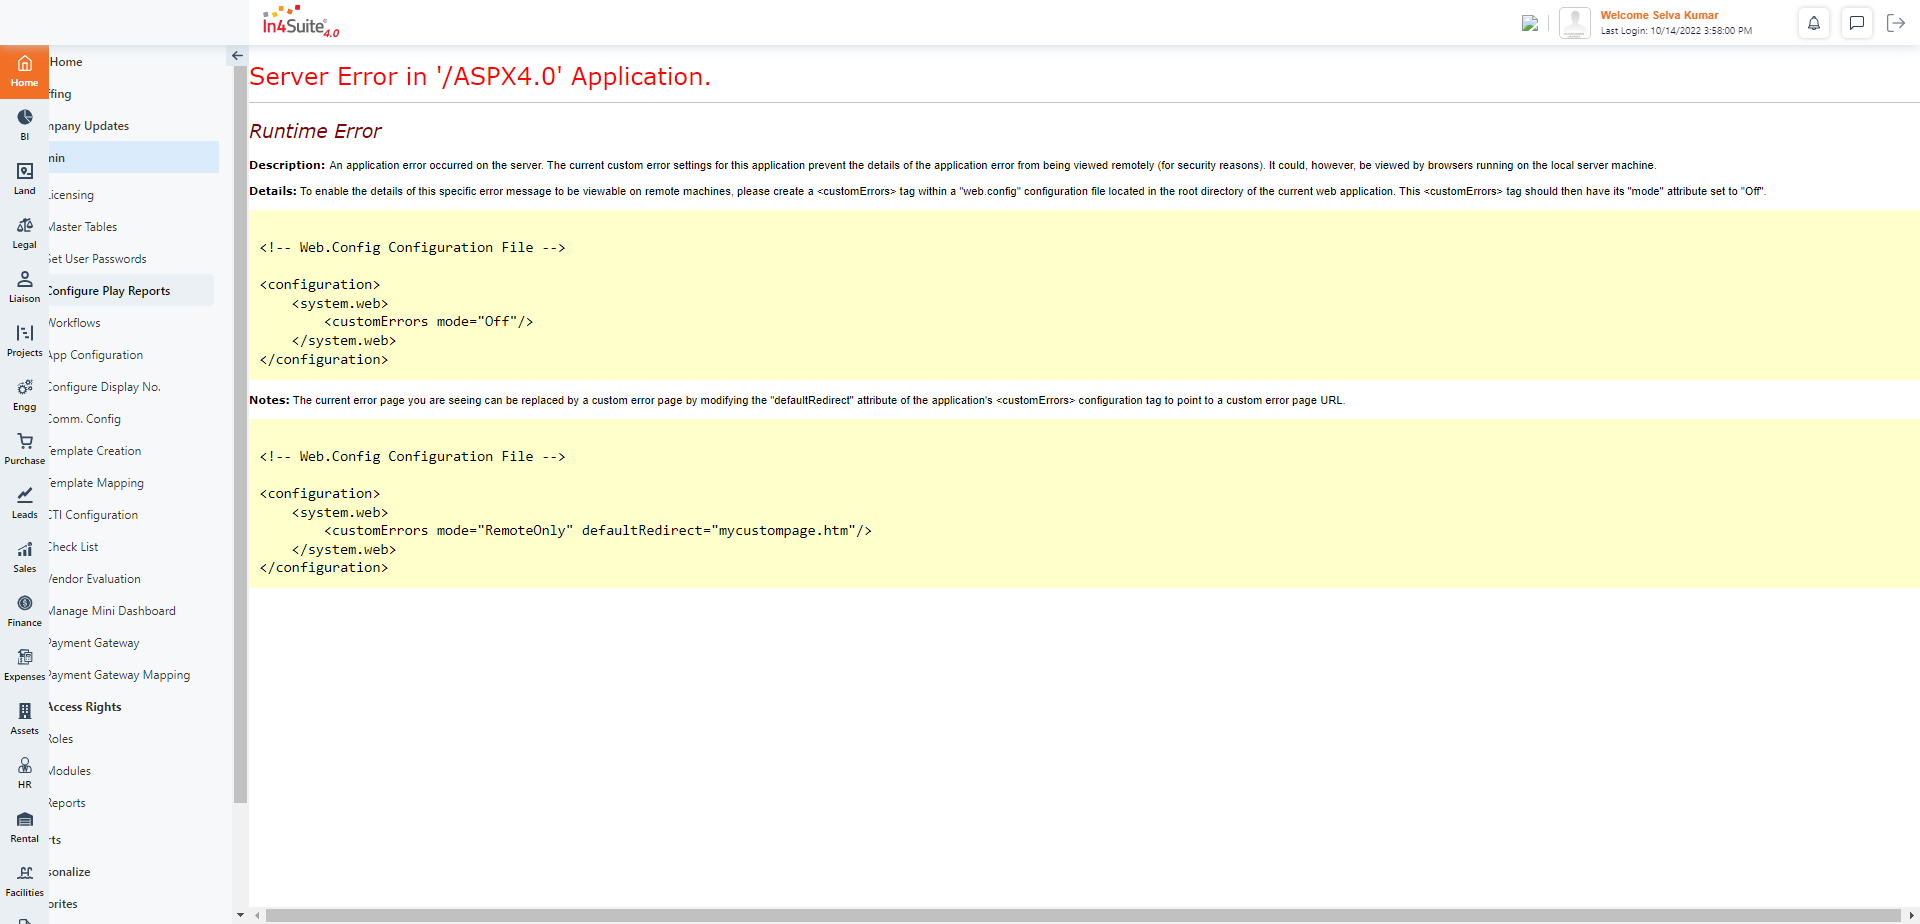 In4Suite 4.0
Welcome Selva Kumar
Last Login: 10/14/2022 3:58:00 PM
Home
BI
Land
Legal
Liaison
Projects
Engg
Purchase
Leads
Sales
Finance
Expenses
Assets
HR
Rental
Facilities
Home
ffing
mpany Updates
min
Licensing
Master Tables
Set User Passwords
Configure Play Reports
Workflows
App Configuration
Configure Display No.
Comm. Config
Template Creation
Template Mapping
CTI Configuration
Check List
Vendor Evaluation
Manage Mini Dashboard
Payment Gateway
Payment Gateway Mapping
Access Rights
Roles
Modules
Reports
rts
sonalize
orites
Server Error in '/ASPX4.0' Application.
Runtime Error
Description: An application error occurred on the server. The current custom error settings for this application prevent the details of the application error from being viewed remotely (for security reasons). It could, however, be viewed by browsers running on the local server machine.
Details: To enable the details of this specific error message to be viewable on remote machines, please create a <customErrors> tag within a "web.config" configuration file located in the root directory of the current web application. This <customErrors> tag should then have its "mode" attribute set to "Off".
<!-- Web.Config Configuration File -->
<configuration>
<system.web>
<customErrors mode="Off"/>
</system.web>
</configuration>
Notes: The current error page you are seeing can be replaced by a custom error page by modifying the "defaultRedirect" attribute of the application's <customErrors> configuration tag to point to a custom error page URL.
<!-- Web.Config Configuration File -->
<configuration>
<system.web>
<customErrors mode="RemoteOnly" defaultRedirect="mycustompage.htm"/>
</system.web>
</configuration>